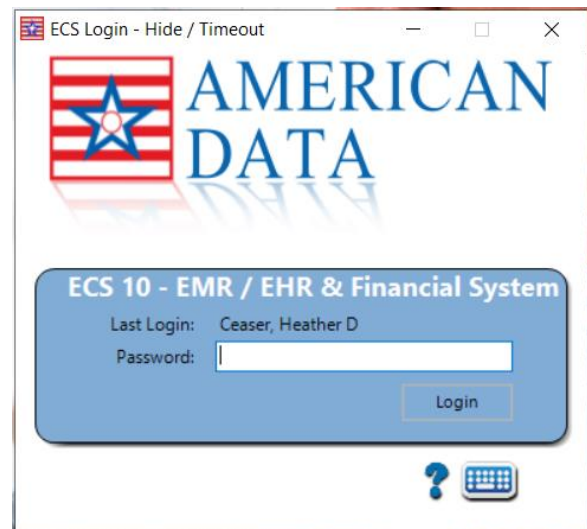 ECS Login - Hide / Timeout
AMERICAN
DATA
ECS 10 - EMR / EHR & Financial System
Last Login: Ceaser, Heather D
Password:
Login
?